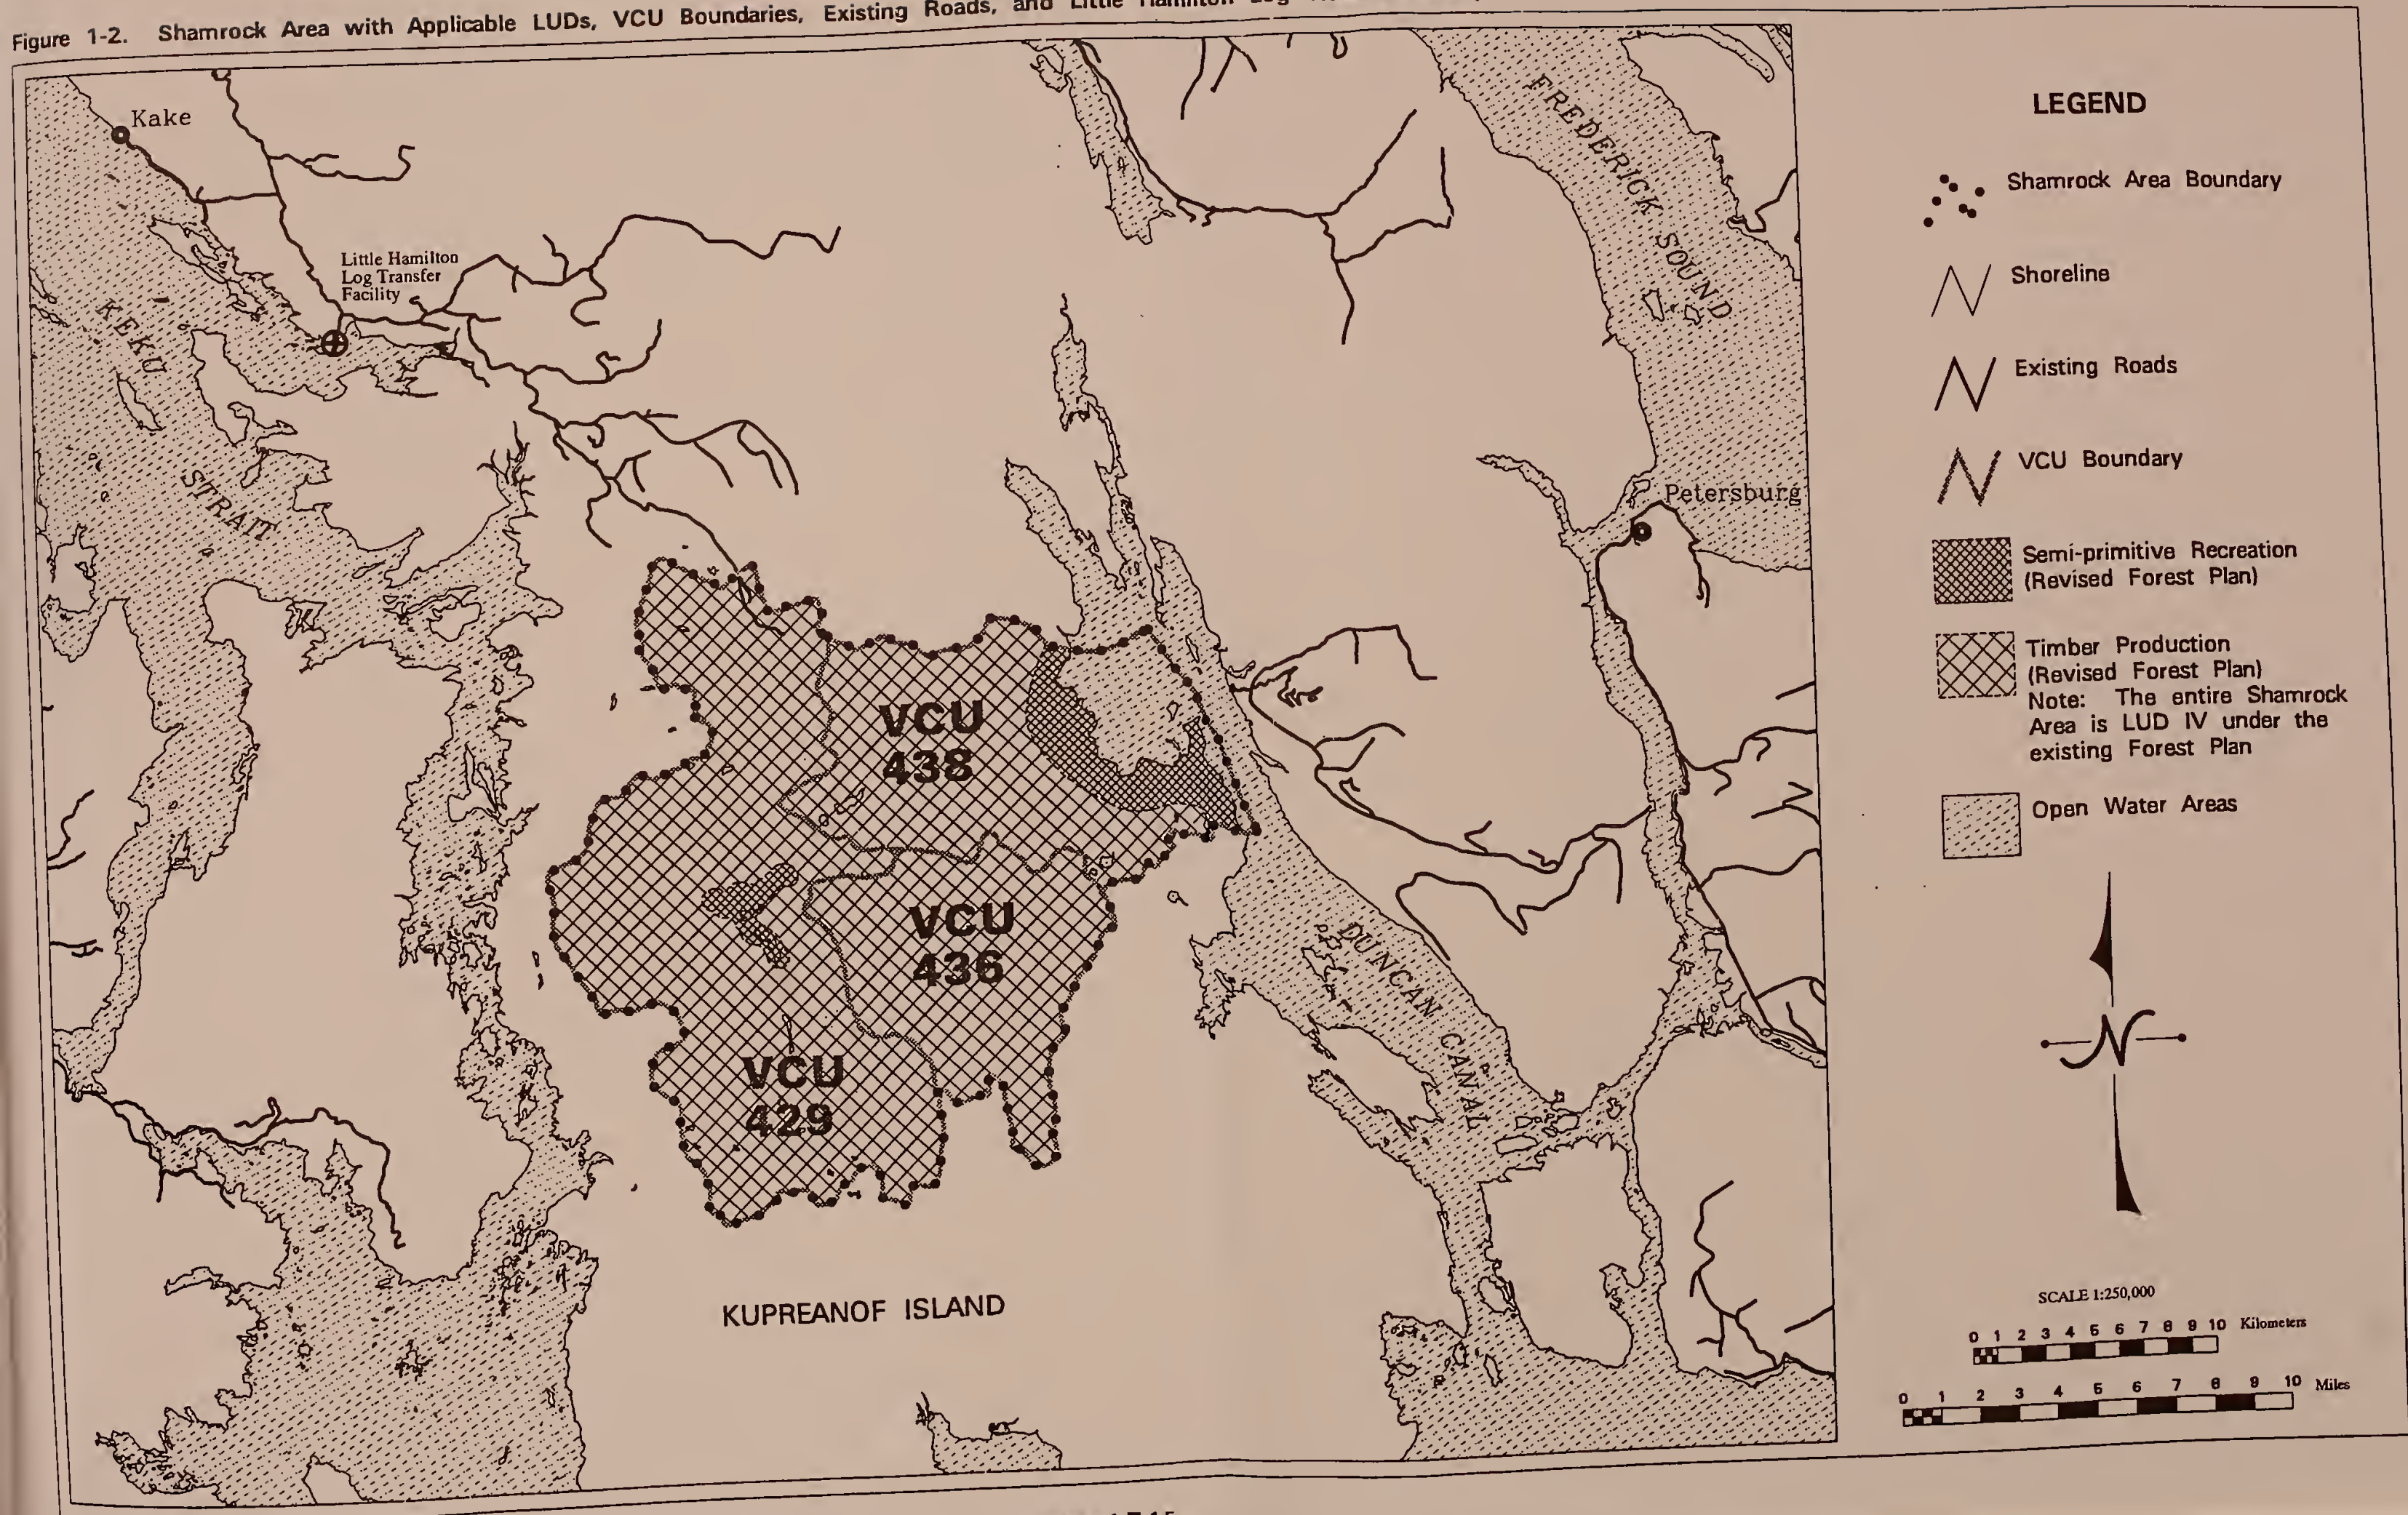 Figure 1-2. Shamrock Area with Applicable LUDs, VCU Boundaries, Existing Roads, and Little Hamilton Log
Kake
Little Hamilton
Log Transfer
Facility
KEKU
STRAIT
FREDERICK
SOUND
Petersburg
VCU
438
VCU
436
VCU
429
DUNCAN
CANAL
KUPREANOF ISLAND
LEGEND
Shamrock Area Boundary
Shoreline
Existing Roads
VCU Boundary
Semi-primitive Recreation
(Revised Forest Plan)
Timber Production
(Revised Forest Plan)
Note: The entire Shamrock
Area is LUD IV under the
existing Forest Plan
Open Water Areas
N
SCALE 1:250,000
0 1 2 3 4 5 6 7 8 9 10 Kilometers
0 1 2 3 4 5 6 7 8 9 10 Miles